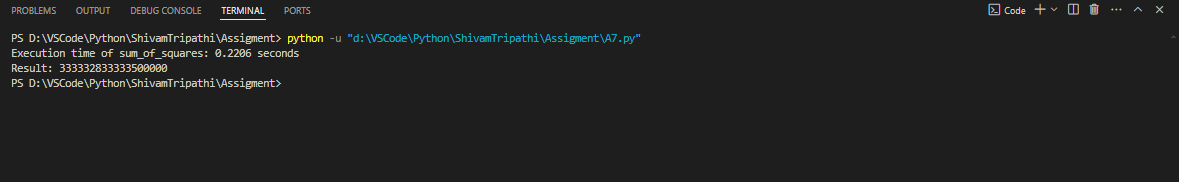 PROBLEMS OUTPUT DEBUG CONSOLE TERMINAL PORTS Code
PS D:\VSCode\Python\ShivamTripathi\Assigment> python -u "d:\VSCode\Python\ShivamTripathi\Assigment\A7.py"
Execution time of sum_of_squares: 0.2206 seconds
Result: 333332833333500000
PS D:\VSCode\Python\ShivamTripathi\Assigment>